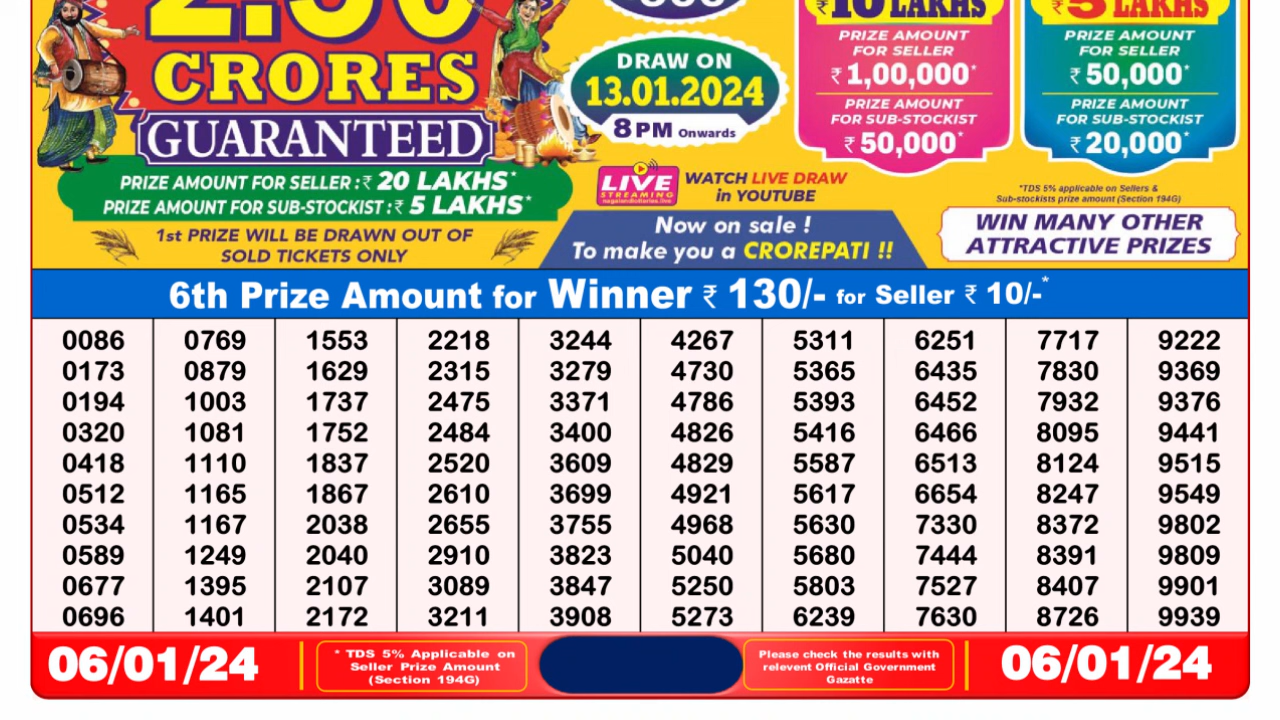 2.50
CRORES
GUARANTEED
PRIZE AMOUNT FOR SELLER :₹ 20 LAKHS*
PRIZE AMOUNT FOR SUB-STOCKIST :₹ 5 LAKHS*
1st PRIZE WILL BE DRAWN OUT OF
SOLD TICKETS ONLY
DRAW ON
13.01.2024
8PM Onwards
LIVE
STREAMING
nagalandlotteries.live
WATCH LIVE DRAW
in YOUTUBE
Now on sale !
To make you a CROREPATI !!
₹10 LAKHS
PRIZE AMOUNT
FOR SELLER
₹ 1,00,000*
PRIZE AMOUNT
FOR SUB-STOCKIST
₹ 50,000*
₹5 LAKHS
PRIZE AMOUNT
FOR SELLER
₹ 50,000*
PRIZE AMOUNT
FOR SUB-STOCKIST
₹ 20,000*
*TDS 5% applicable on Sellers &
Sub-stockists prize amount (Section 194G)
WIN MANY OTHER
ATTRACTIVE PRIZES
6th Prize Amount for Winner ₹ 130/- for Seller ₹ 10/-*
0086 0769 1553 2218 3244 4267 5311 6251 7717 9222
0173 0879 1629 2315 3279 4730 5365 6435 7830 9369
0194 1003 1737 2475 3371 4786 5393 6452 7932 9376
0320 1081 1752 2484 3400 4826 5416 6466 8095 9441
0418 1110 1837 2520 3609 4829 5587 6513 8124 9515
0512 1165 1867 2610 3699 4921 5617 6654 8247 9549
0534 1167 2038 2655 3755 4968 5630 7330 8372 9802
0589 1249 2040 2910 3823 5040 5680 7444 8391 9809
0677 1395 2107 3089 3847 5250 5803 7527 8407 9901
0696 1401 2172 3211 3908 5273 6239 7630 8726 9939
06/01/24
* TDS 5% Applicable on
Seller Prize Amount
(Section 194G)
Please check the results with
relevent Official Government
Gazatte
06/01/24